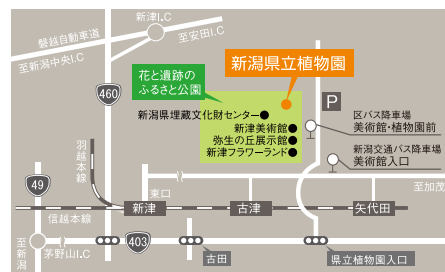 新津I.C
磐越自動車道
至安田I.C
至新潟中央I.C
新潟県立植物園
花と遺跡の
ふるさと公園
460
P
新潟県埋蔵文化財センター
新津美術館
弥生の丘展示館
新津フラワーランド
区バス降車場
美術館・植物園前
新潟交通バス降車場
美術館入口
羽越本線
49
東口
至加茂
信越本線
新津
古津
矢代田
至新潟
茅野山I.C
403
古田
県立植物園入口